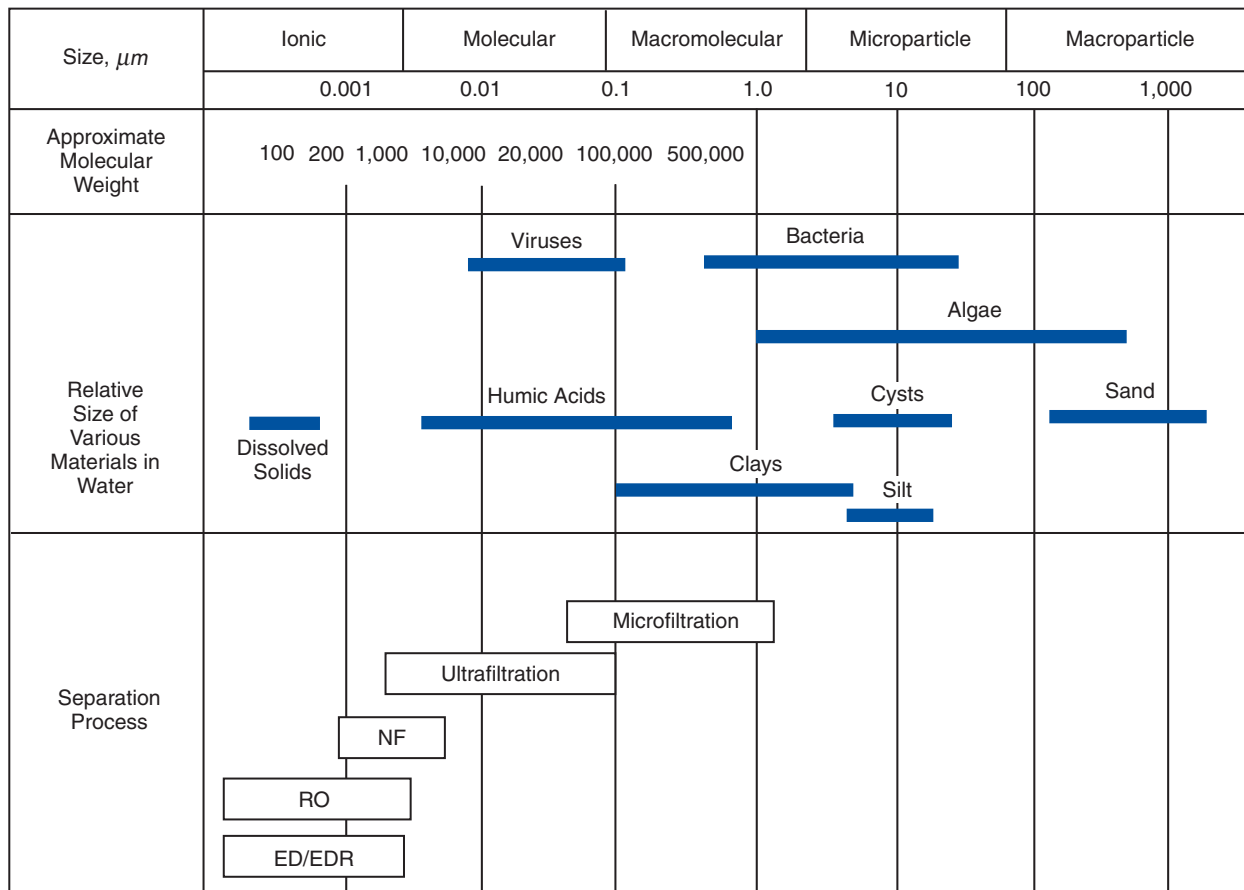 Size, μm
Ionic
Molecular
Macromolecular
Microparticle
Macroparticle
0.001
0.01
0.1
1.0
10
100
1,000
Approximate
Molecular
Weight
100
200
1,000
10,000
20,000
100,000
500,000
Relative
Size of
Various
Materials in
Water
Viruses
Bacteria
Algae
Humic Acids
Cysts
Sand
Dissolved
Solids
Clays
Silt
Separation
Process
Microfiltration
Ultrafiltration
NF
RO
ED/EDR